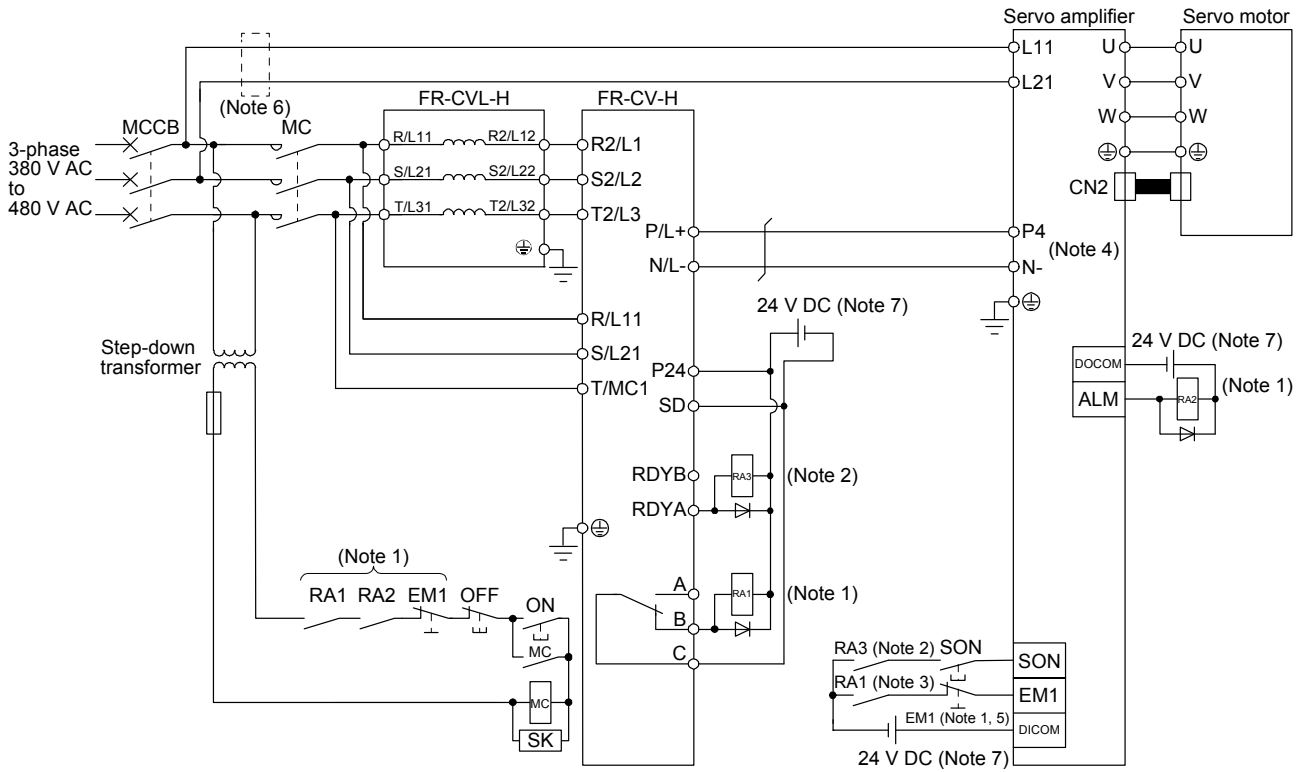 Servo amplifier Servo motor
L11 U U
L21 V V
(Note 6) FR-CVL-H FR-CV-H W W
MCCB MC
R/L11 R2/L12 R2/L1
3-phase
380 V AC
to
480 V AC
S/L21 S2/L22 S2/L2
CN2
T/L31 T2/L32 T2/L3
P/L+ P4
(Note 4)
N/L- N-
24 V DC (Note 7)
R/L11
Step-down
transformer
S/L21
24 V DC (Note 7)
P24 DOCOM
T/MC1 RA2 (Note 1)
SD ALM
RDYB RA3 (Note 2)
RDYA
(Note 1)
RA1 RA2 EM1 OFF ON
A RA1 (Note 1)
B
MC
C
RA3 (Note 2) SON SON
RA1 (Note 3) EM1
MC
EM1 (Note 1, 5) DICOM
SK
24 V DC (Note 7)